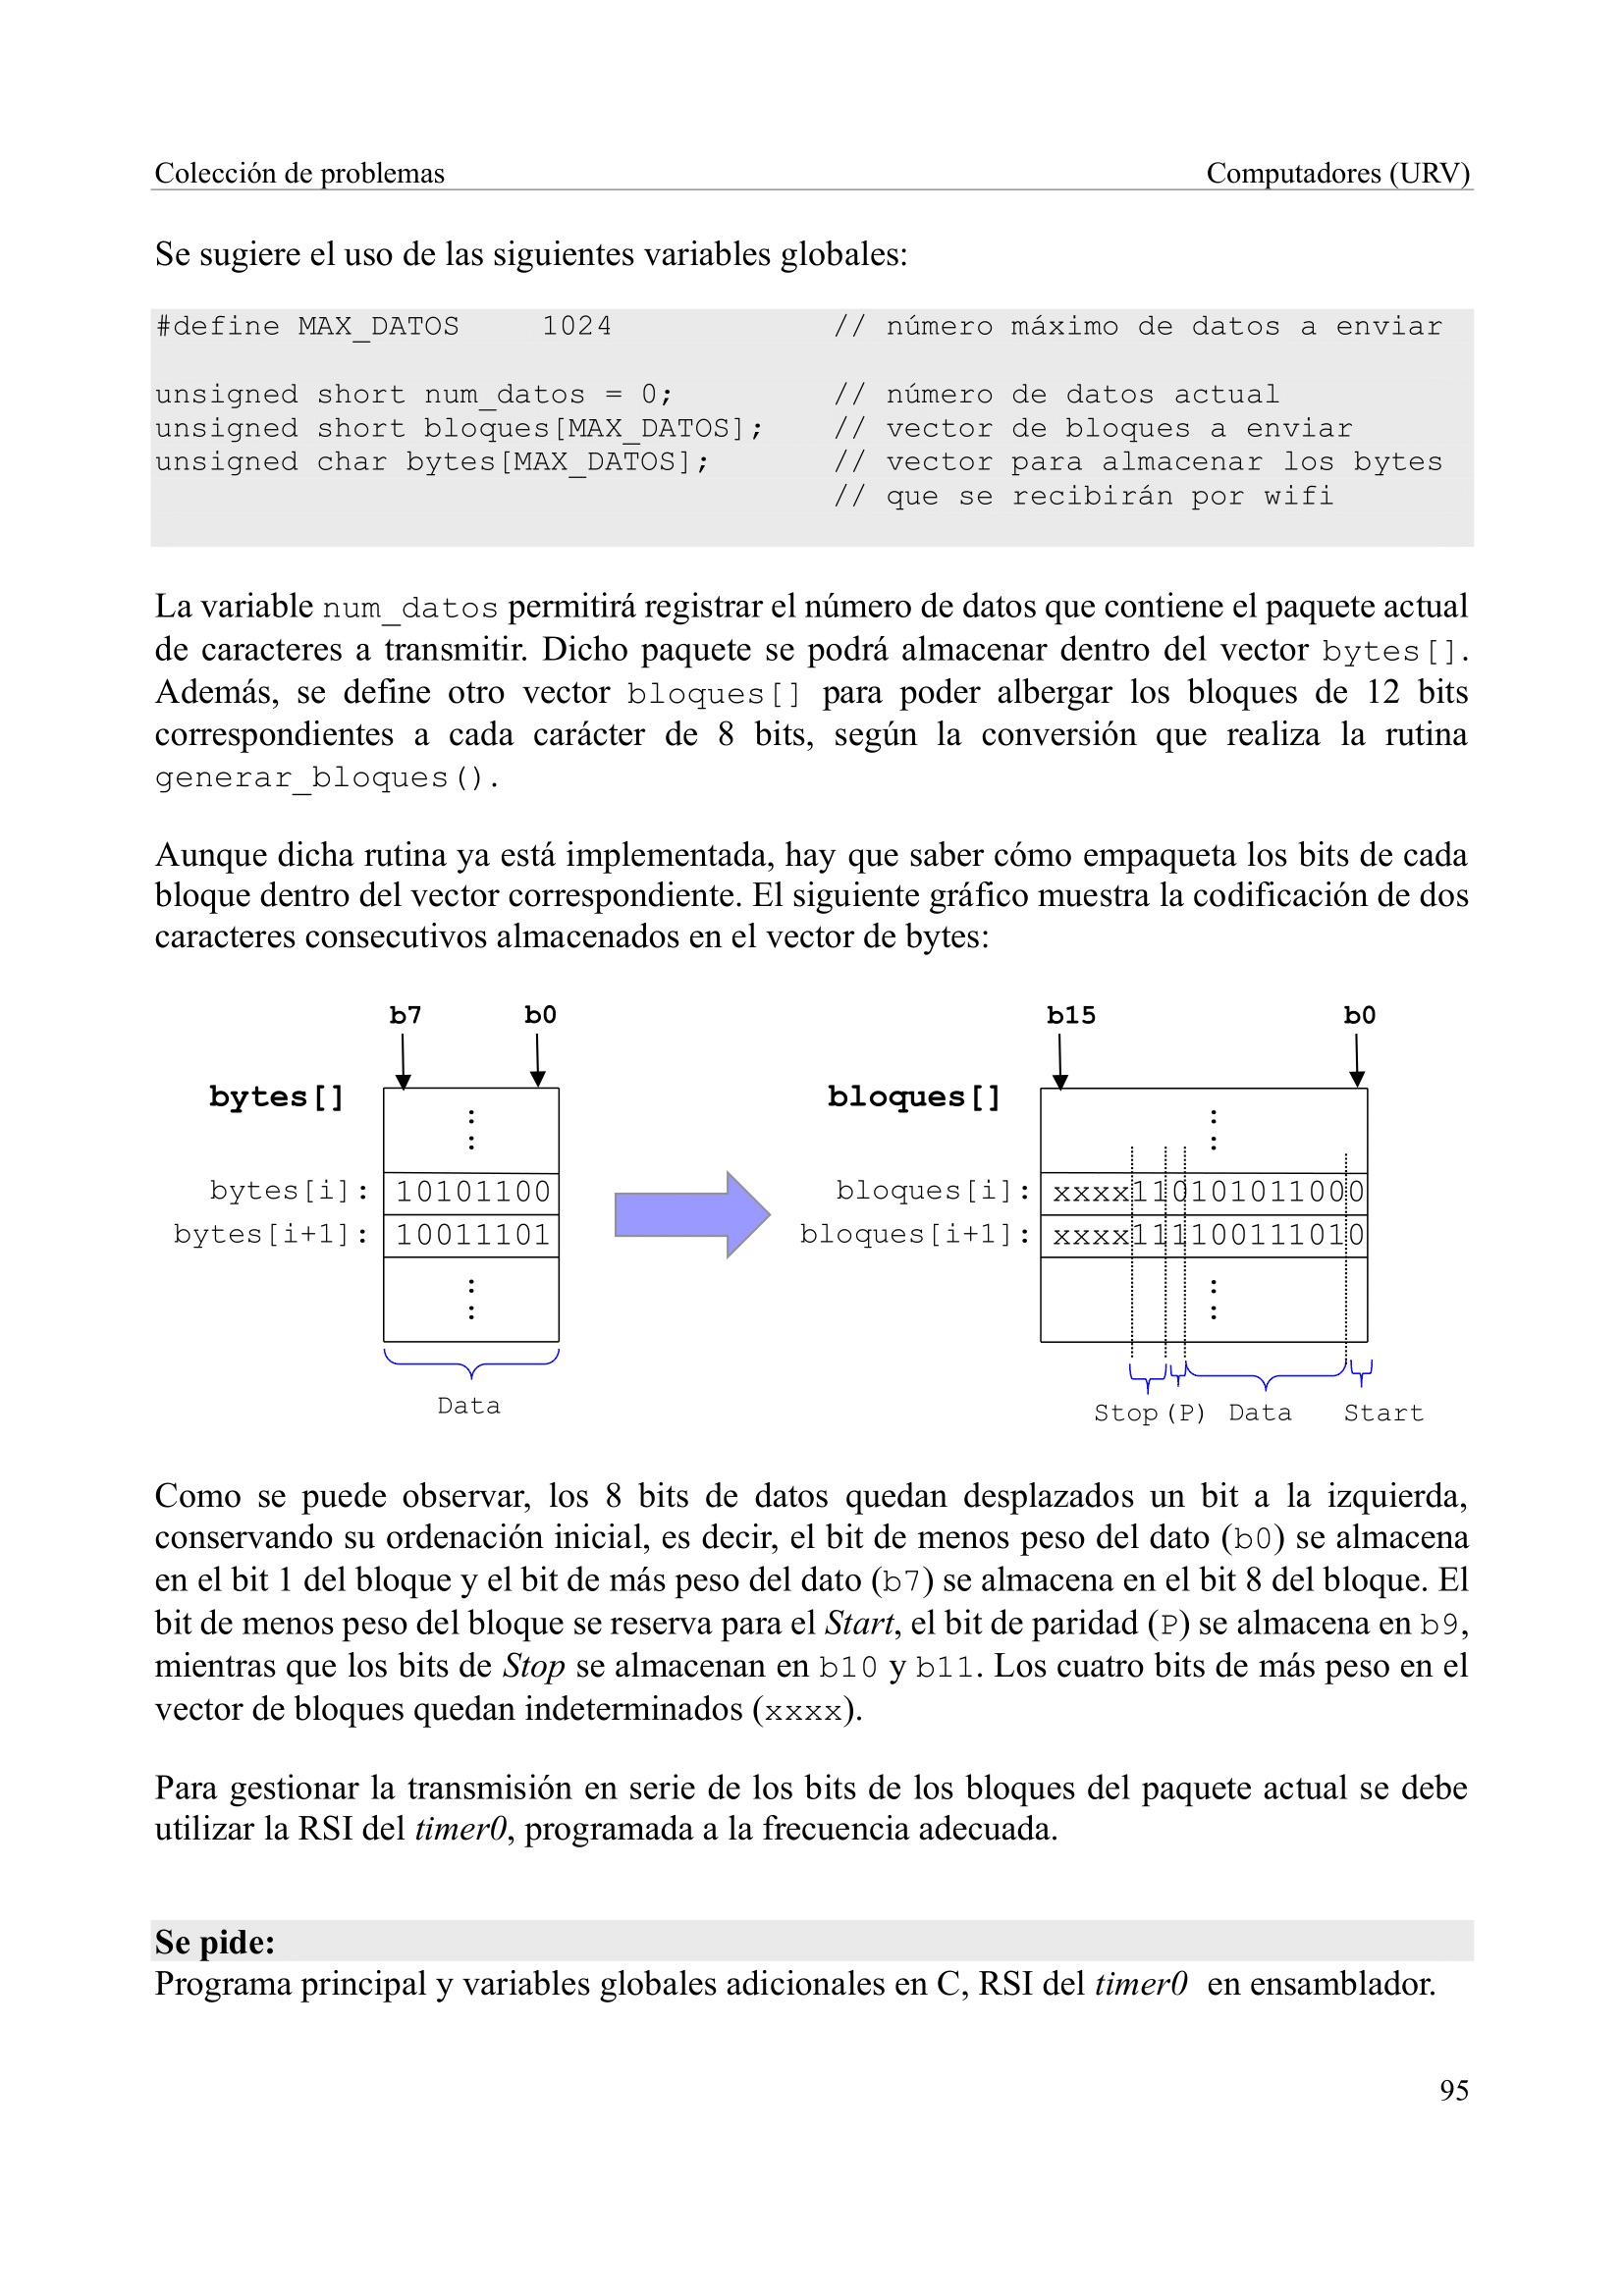 Colección de problemas Computadores (URV)
Se sugiere el uso de las siguientes variables globales:
#define MAX_DATOS 1024 // número máximo de datos a enviar
unsigned short num_datos = 0; // número de datos actual
unsigned short bloques[MAX_DATOS]; // vector de bloques a enviar
unsigned char bytes[MAX_DATOS]; // vector para almacenar los bytes
// que se recibirán por wifi
La variable num_datos permitirá registrar el número de datos que contiene el paquete actual
de caracteres a transmitir. Dicho paquete se podrá almacenar dentro del vector bytes[].
Además, se define otro vector bloques[] para poder albergar los bloques de 12 bits
correspondientes a cada carácter de 8 bits, según la conversión que realiza la rutina
generar_bloques().
Aunque dicha rutina ya está implementada, hay que saber cómo empaqueta los bits de cada
bloque dentro del vector correspondiente. El siguiente gráfico muestra la codificación de dos
caracteres consecutivos almacenados en el vector de bytes:
b7 b0 b15 b0
bytes[] bloques[]
bytes[i]: 10101100 bloques[i]: xxxx110101011000
bytes[i+1]: 10011101 bloques[i+1]: xxxx111100111010
Data Stop (P) Data Start
Como se puede observar, los 8 bits de datos quedan desplazados un bit a la izquierda,
conservando su ordenación inicial, es decir, el bit de menos peso del dato (b0) se almacena
en el bit 1 del bloque y el bit de más peso del dato (b7) se almacena en el bit 8 del bloque. El
bit de menos peso del bloque se reserva para el Start, el bit de paridad (P) se almacena en b9,
mientras que los bits de Stop se almacenan en b10 y b11. Los cuatro bits de más peso en el
vector de bloques quedan indeterminados (xxxx).
Para gestionar la transmisión en serie de los bits de los bloques del paquete actual se debe
utilizar la RSI del timer0, programada a la frecuencia adecuada.
Se pide:
Programa principal y variables globales adicionales en C, RSI del timer0 en ensamblador.
95